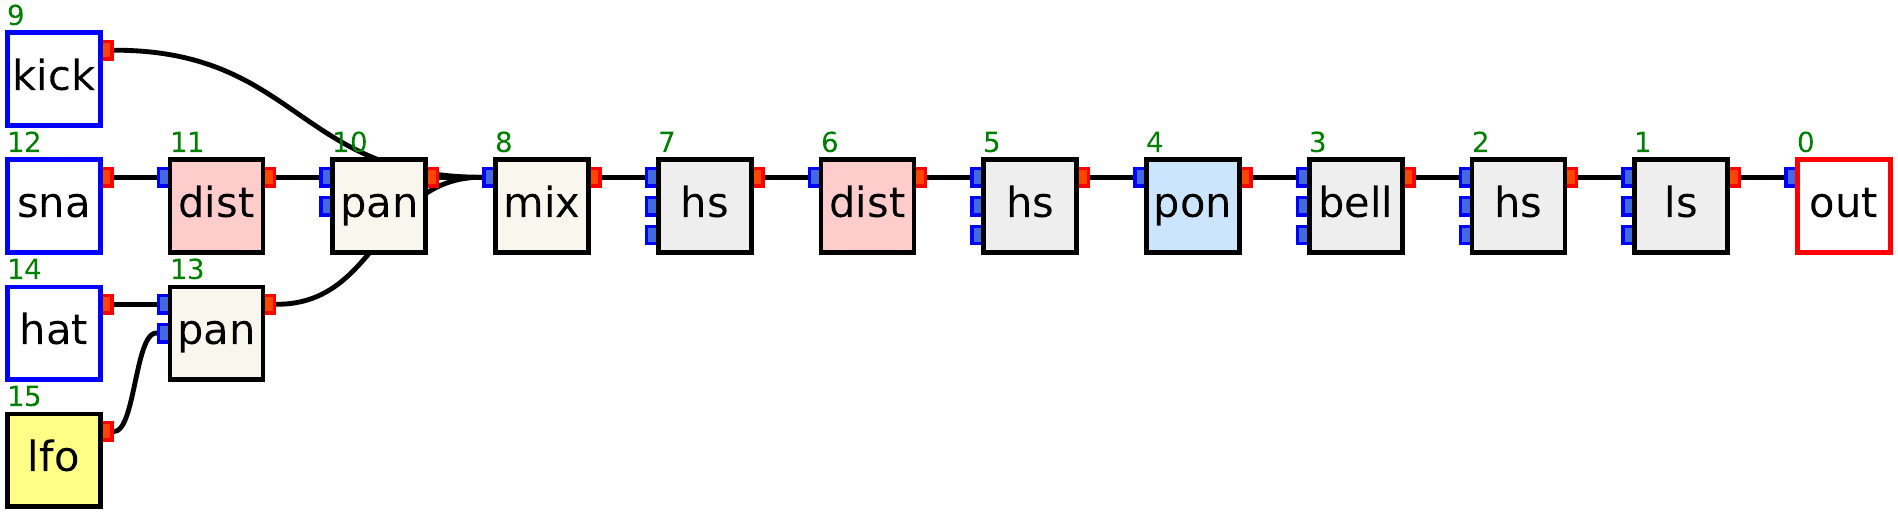 9
kick
12 11 10 8 7 6 5 4 3 2 1 0
sna dist pan mix hs dist hs pon bell hs ls out
14 13
hat pan
15
lfo